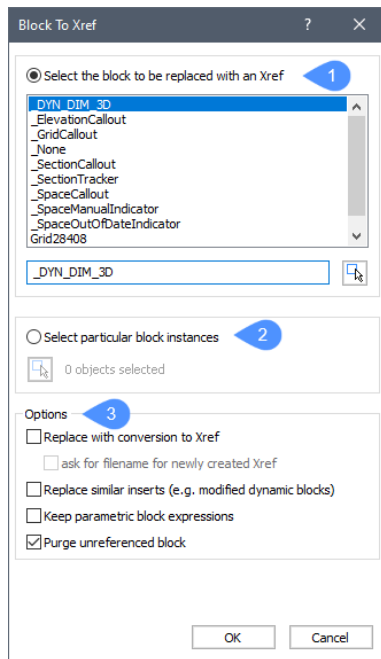 Block To Xref ? ×
Select the block to be replaced with an Xref 1
_DYN_DIM_3D
_ElevationCallout
_GridCallout
_None
_SectionCallout
_SectionTracker
_SpaceCallout
_SpaceManualIndicator
_SpaceOutOfDateIndicator
Grid28408
_DYN_DIM_3D
Select particular block instances 2
0 objects selected
Options 3
Replace with conversion to Xref
ask for filename for newly created Xref
Replace similar inserts (e.g. modified dynamic blocks)
Keep parametric block expressions
Purge unreferenced block
OK Cancel